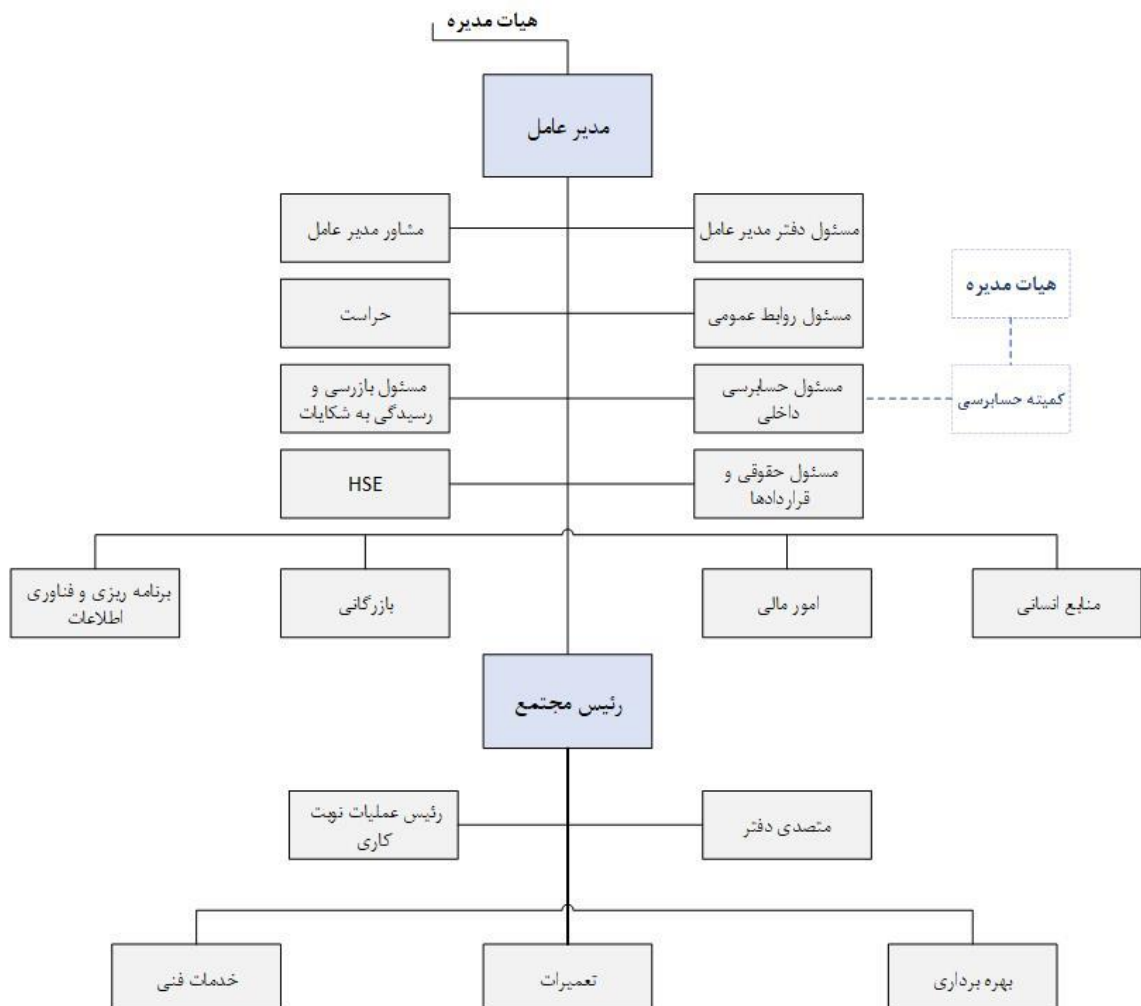 هیات مدیره
مدیر عامل
مسئول دفتر مدیر عامل
مشاور مدیر عامل
هیات مدیره
مسئول روابط عمومی
حراست
کمیته حسابرسی
مسئول حسابرسی
داخلی
مسئول بازرسی و
رسیدگی به شکایات
مسئول حقوقی و
قراردادها
HSE
منابع انسانی
امور مالی
بازرگانی
برنامه ریزی و فناوری
اطلاعات
رئیس مجتمع
متصدی دفتر
رئیس عملیات نوبت
کاری
بهره برداری
تعمیرات
خدمات فنی